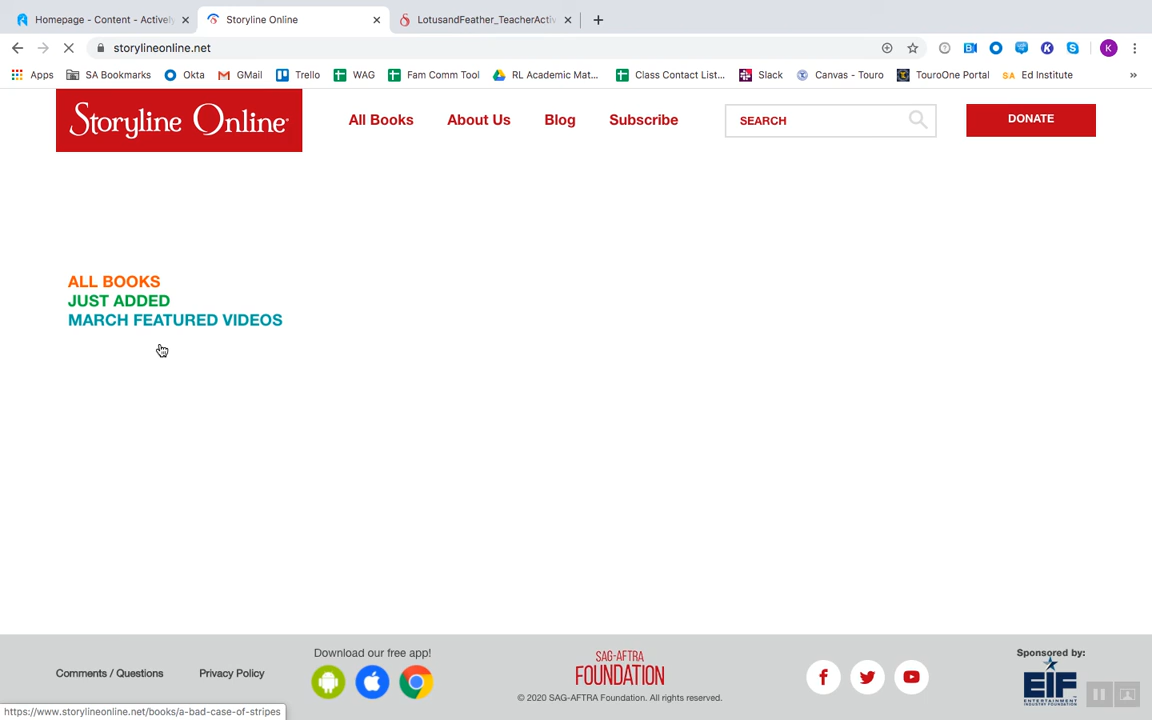 Homepage - Content - Actively
Storyline Online
LotusandFeather_TeacherActiv
storylineonline.net
K
Apps
SA Bookmarks
Okta
GMail
Trello
WAG
Fam Comm Tool
RL Academic Mat...
Class Contact List...
Slack
Canvas - Touro
TouroOne Portal
SA Ed Institute
»
Storyline Online®
All Books
About Us
Blog
Subscribe
SEARCH
DONATE
ALL BOOKS
JUST ADDED
MARCH FEATURED VIDEOS
Comments / Questions
Privacy Policy
Download our free app!
SAG-AFTRA
FOUNDATION
© 2020 SAG-AFTRA Foundation. All rights reserved.
Sponsored by:
EIF
ENTERTAINMENT
INDUSTRY FOUNDATION
https://www.storylineonline.net/books/a-bad-case-of-stripes